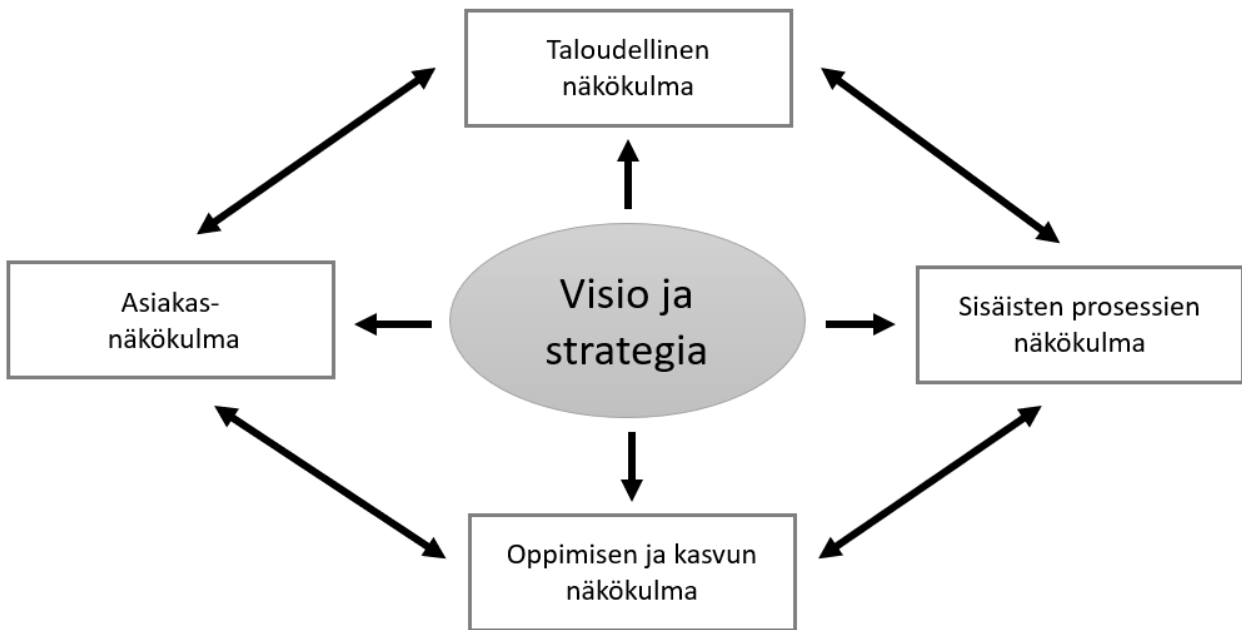 Taloudellinen
näkökulma
Asiakas-
näkökulma
Visio ja
strategia
Sisäisten prosessien
näkökulma
Oppimisen ja kasvun
näkökulma